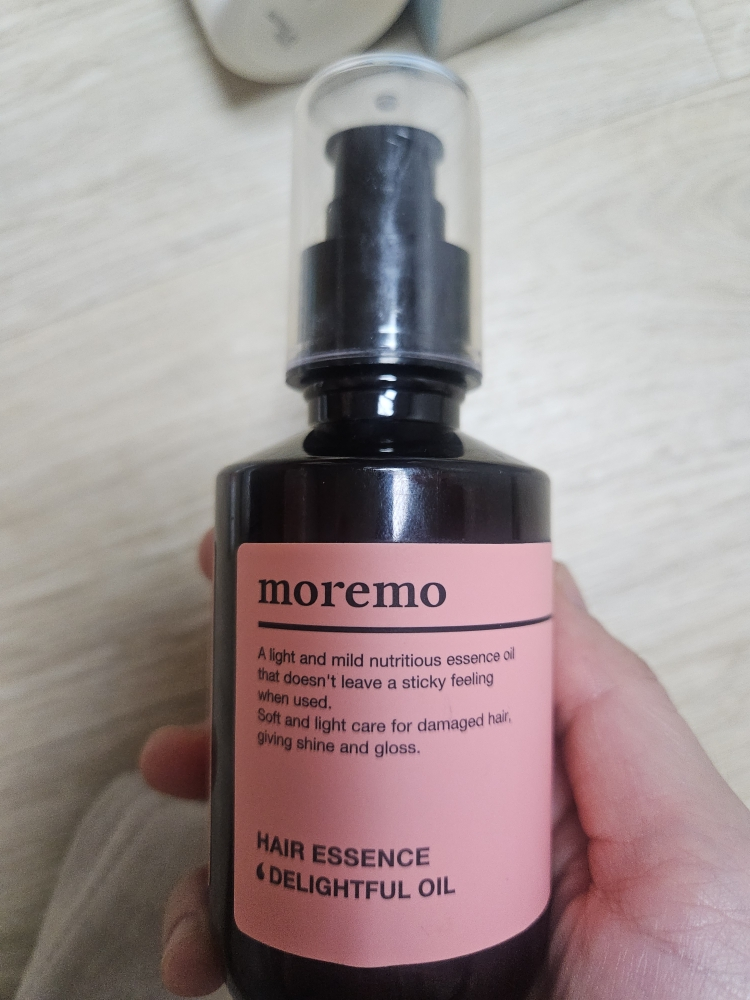 moremo
A light and mild nutritious essence oil
that doesn't leave a sticky feeling
when used.
Soft and light care for damaged hair,
giving shine and gloss.
HAIR ESSENCE
DELIGHTFUL OIL